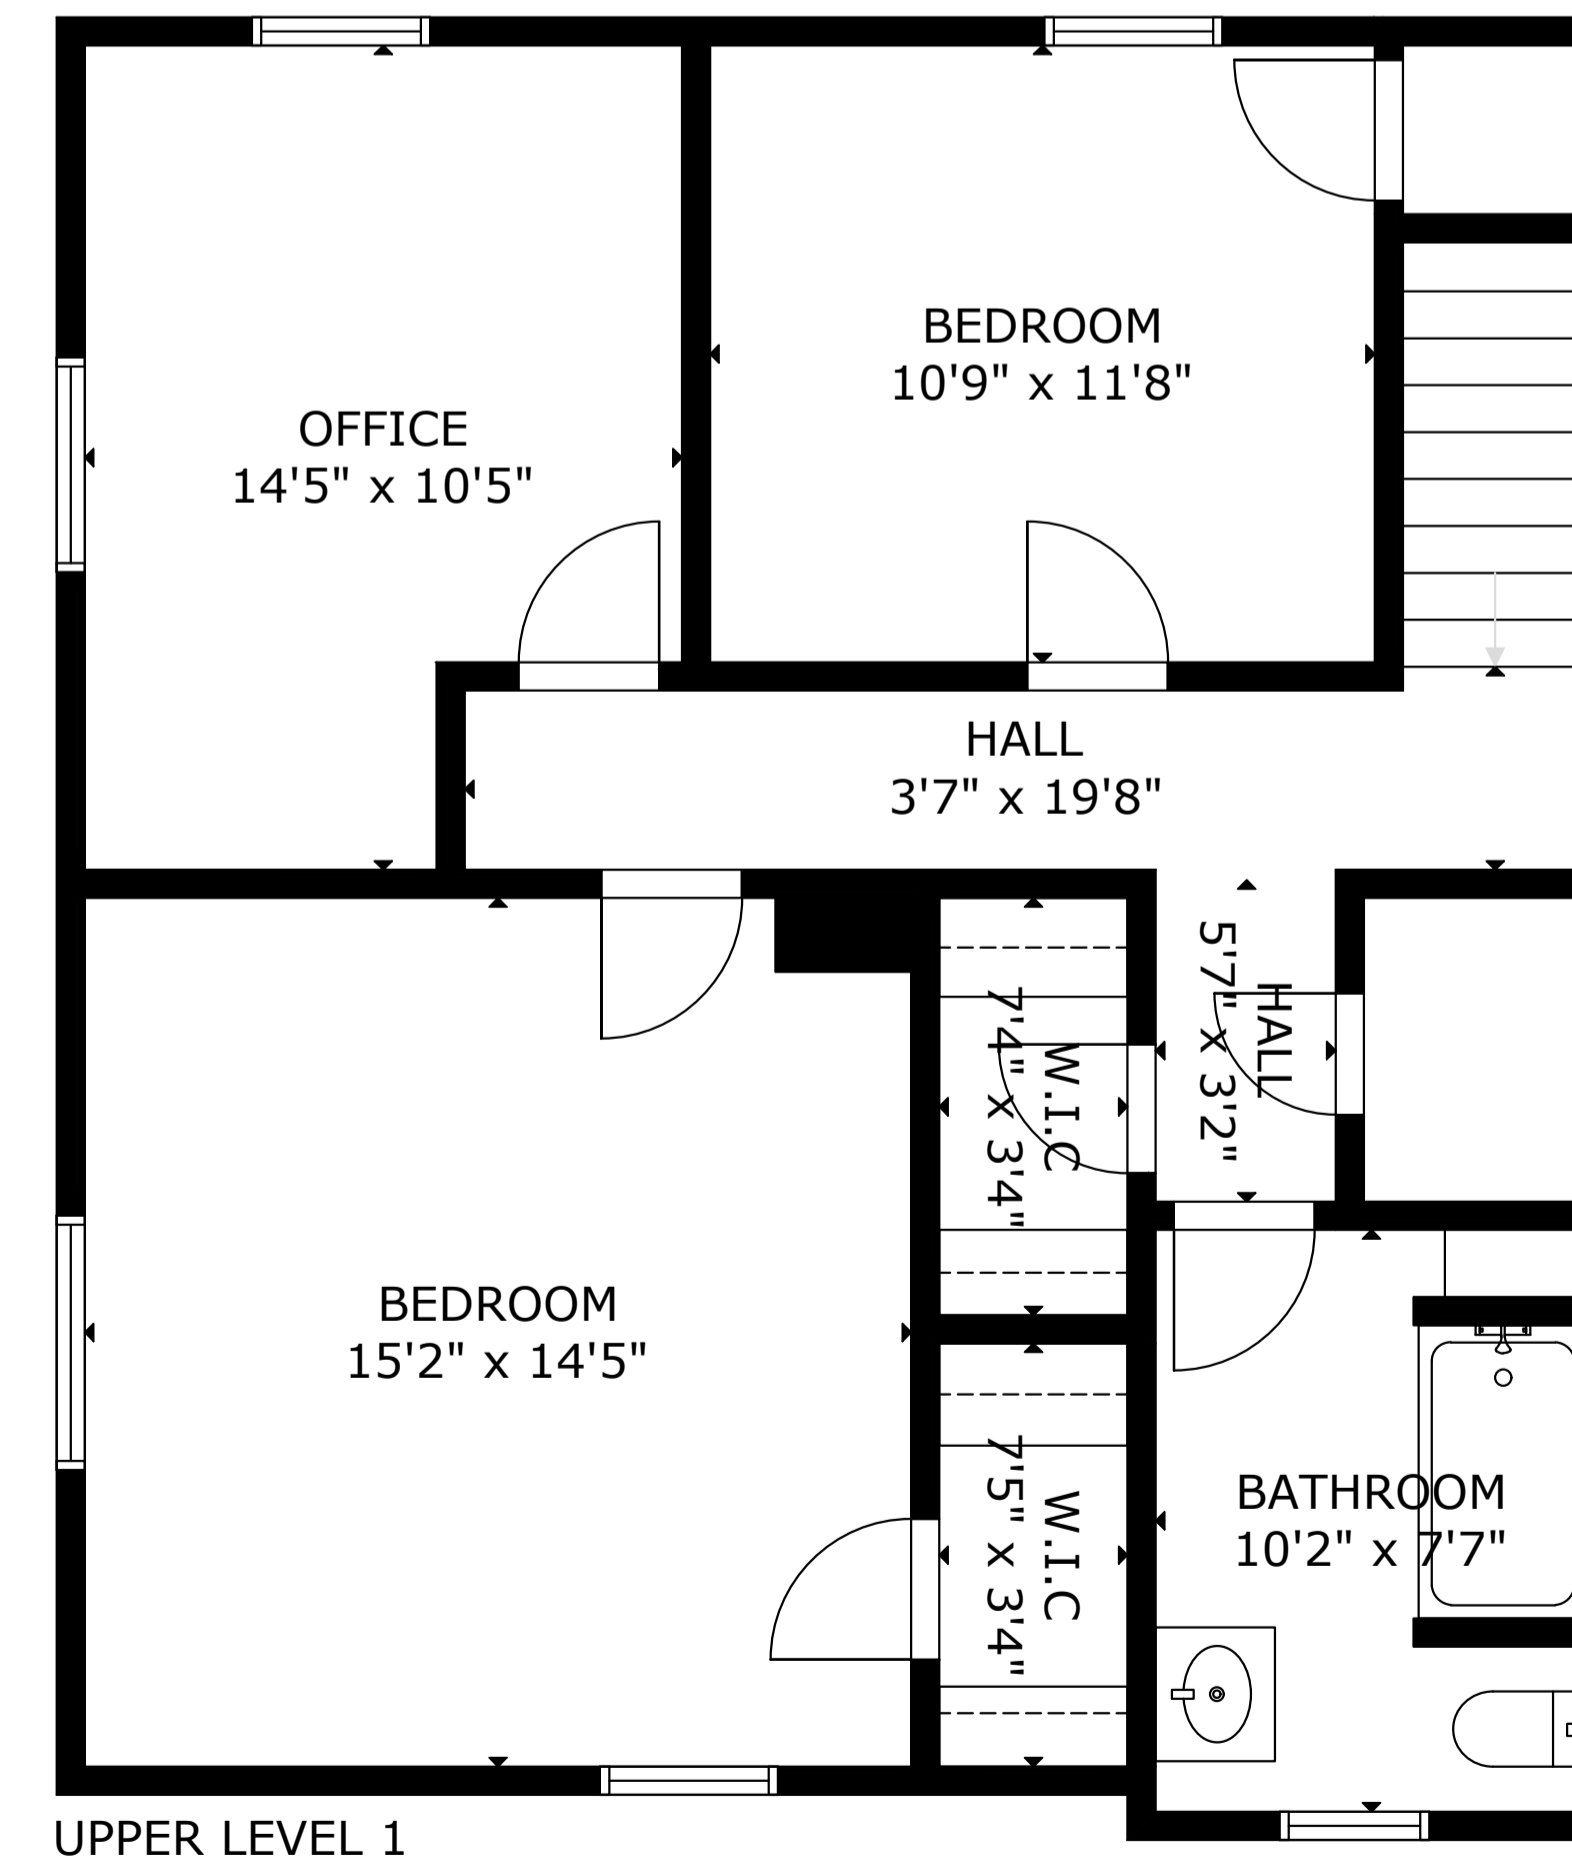 BEDROOM
10'9" x 11'8"
OFFICE
14'5" x 10'5"
HALL
3'7" x 19'8"
HALL
5'7" x 3'2"
W.I.C
7'4" x 3'4"
BEDROOM
15'2" x 14'5"
W.I.C
7'5" x 3'4"
BATHROOM
10'2" x 7'7"
UPPER LEVEL 1